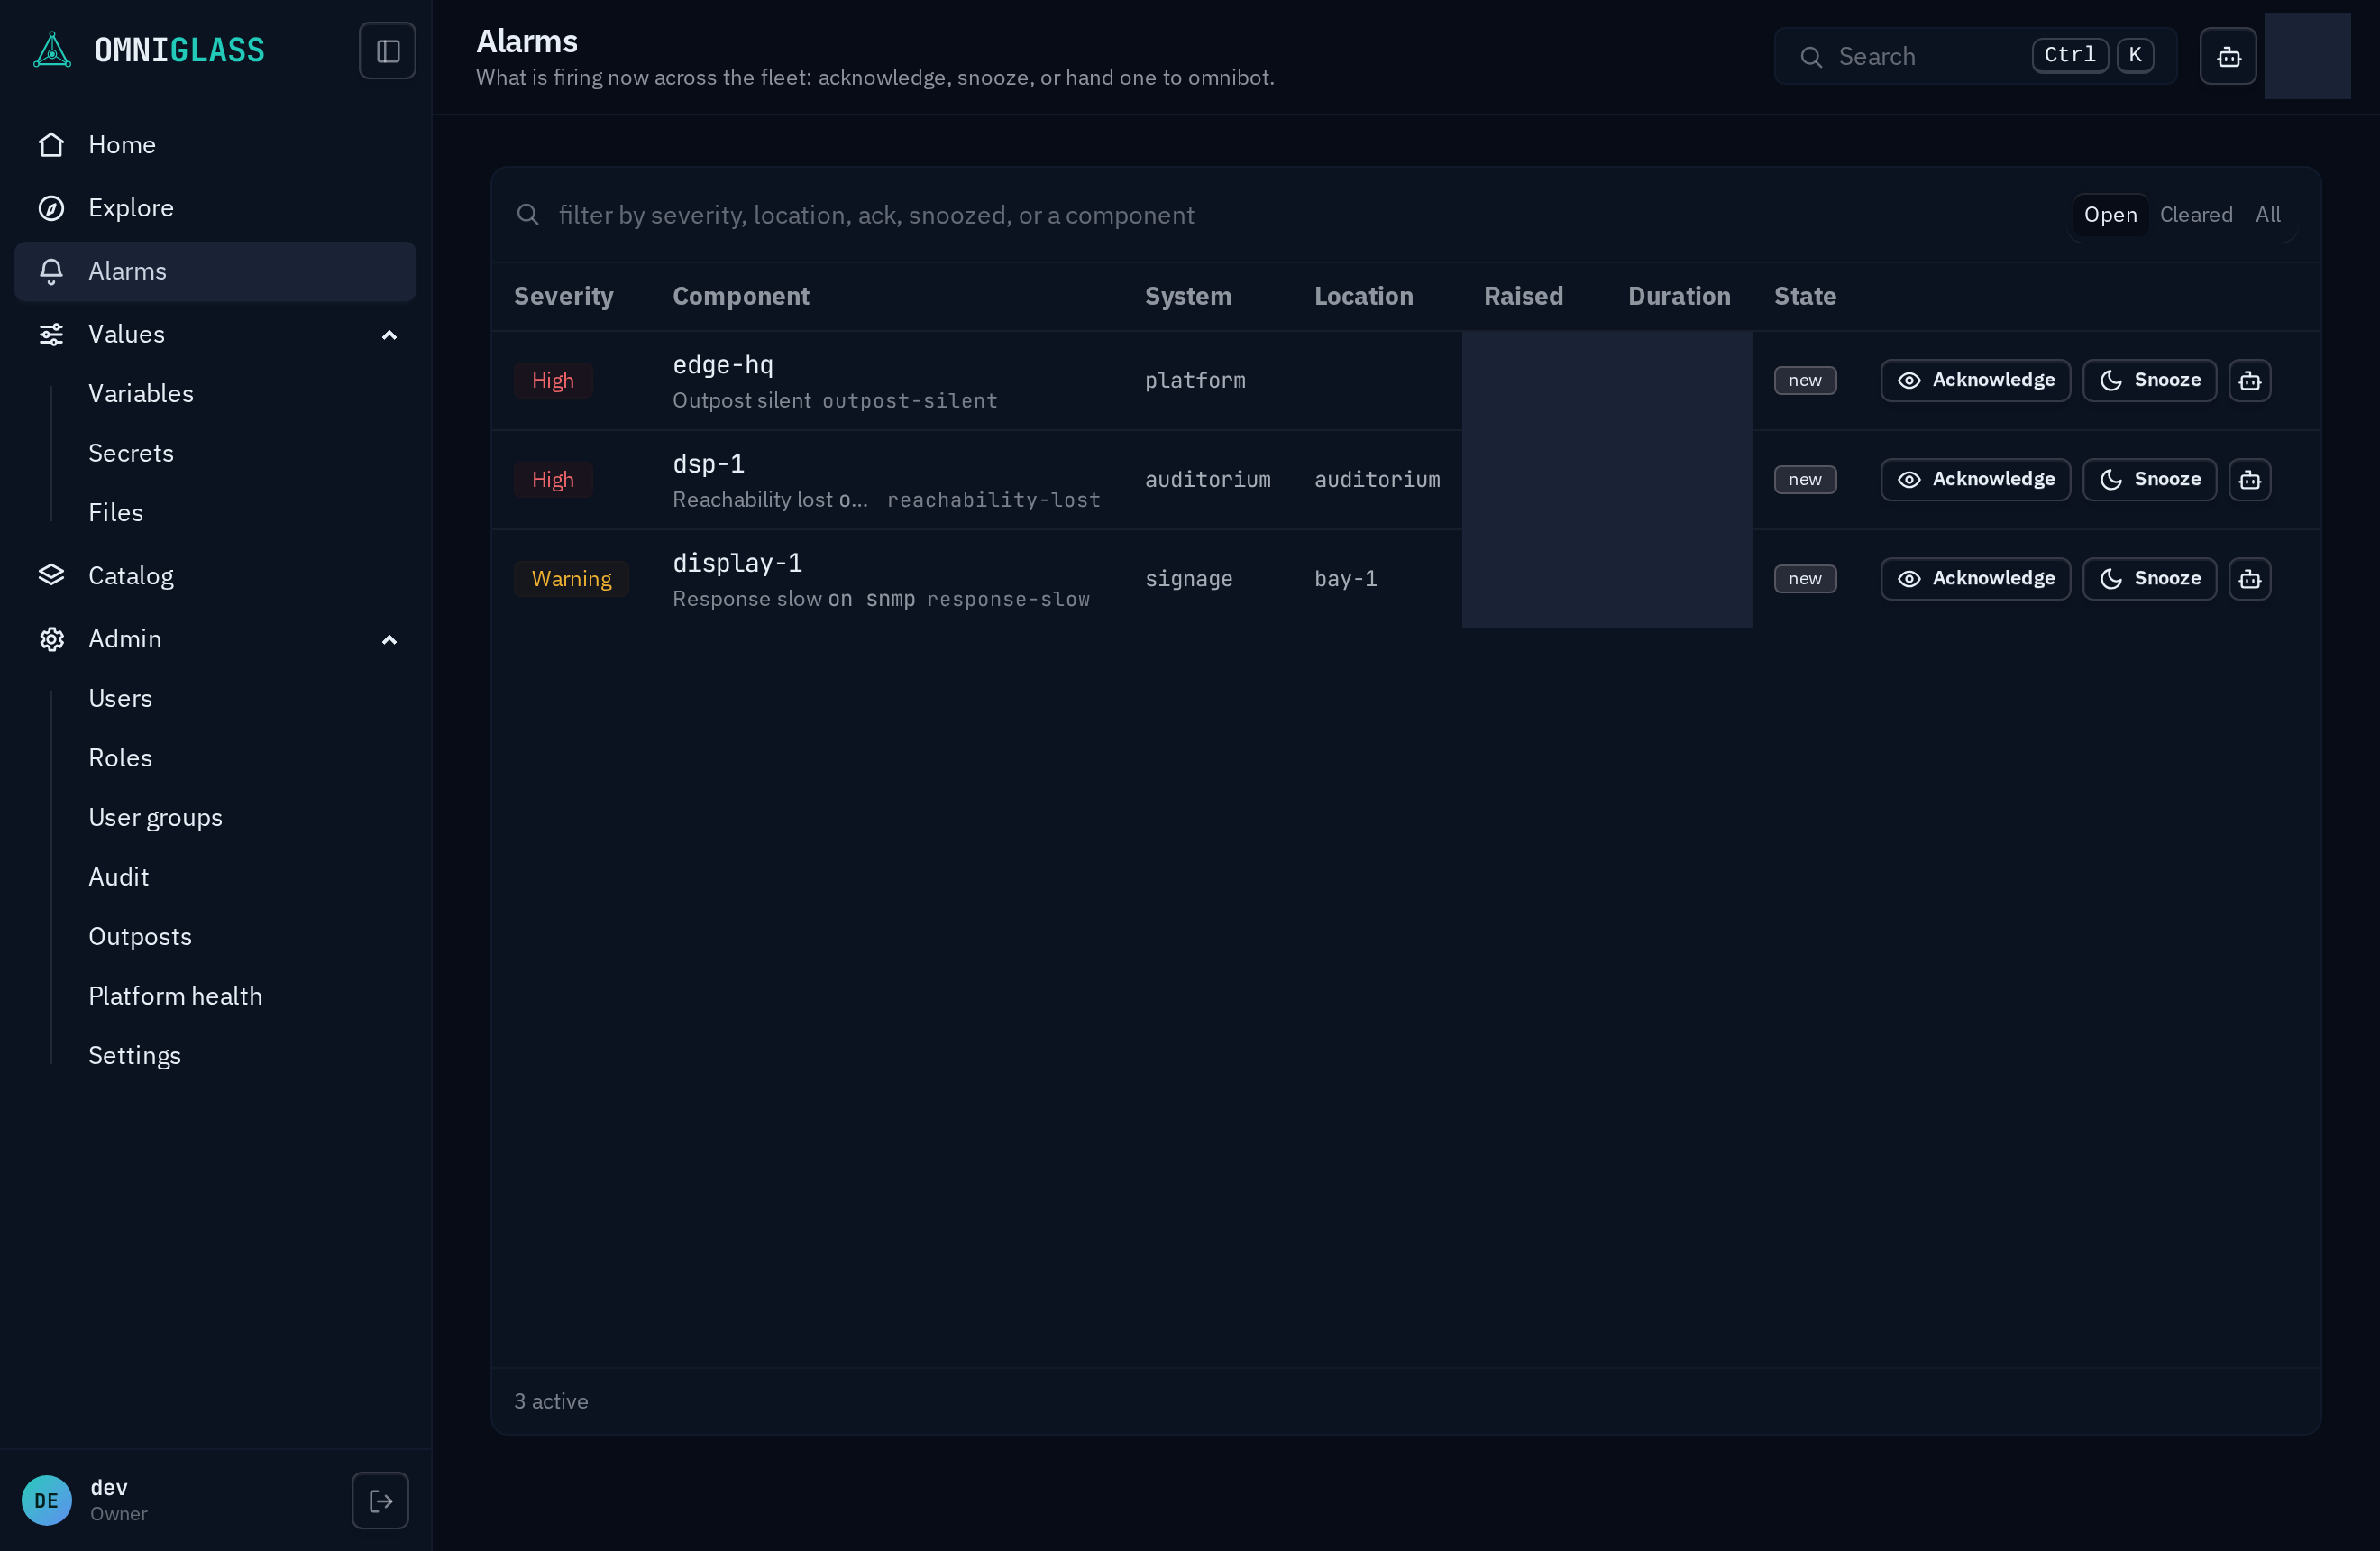 OMNIGLASS
Home
Explore
Alarms
Values
Variables
Secrets
Files
Catalog
Admin
Users
Roles
User groups
Audit
Outposts
Platform health
Settings
DE
dev
Owner
Alarms
What is firing now across the fleet: acknowledge, snooze, or hand one to omnibot.
Search Ctrl K
filter by severity, location, ack, snoozed, or a component
Open Cleared All
Severity Component System Location Raised Duration State
High edge-hq platform new Acknowledge Snooze
Outpost silent outpost-silent
High dsp-1 auditorium auditorium new Acknowledge Snooze
Reachability lost o... reachability-lost
Warning display-1 signage bay-1 new Acknowledge Snooze
Response slow on snmp response-slow
3 active